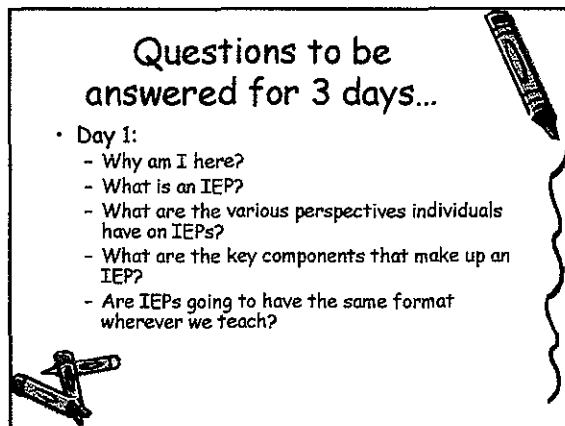 Questions to be
answered for 3 days...
• Day 1:
- Why am I here?
- What is an IEP?
- What are the various perspectives individuals
have on IEPs?
- What are the key components that make up an
IEP?
- Are IEPs going to have the same format
wherever we teach?